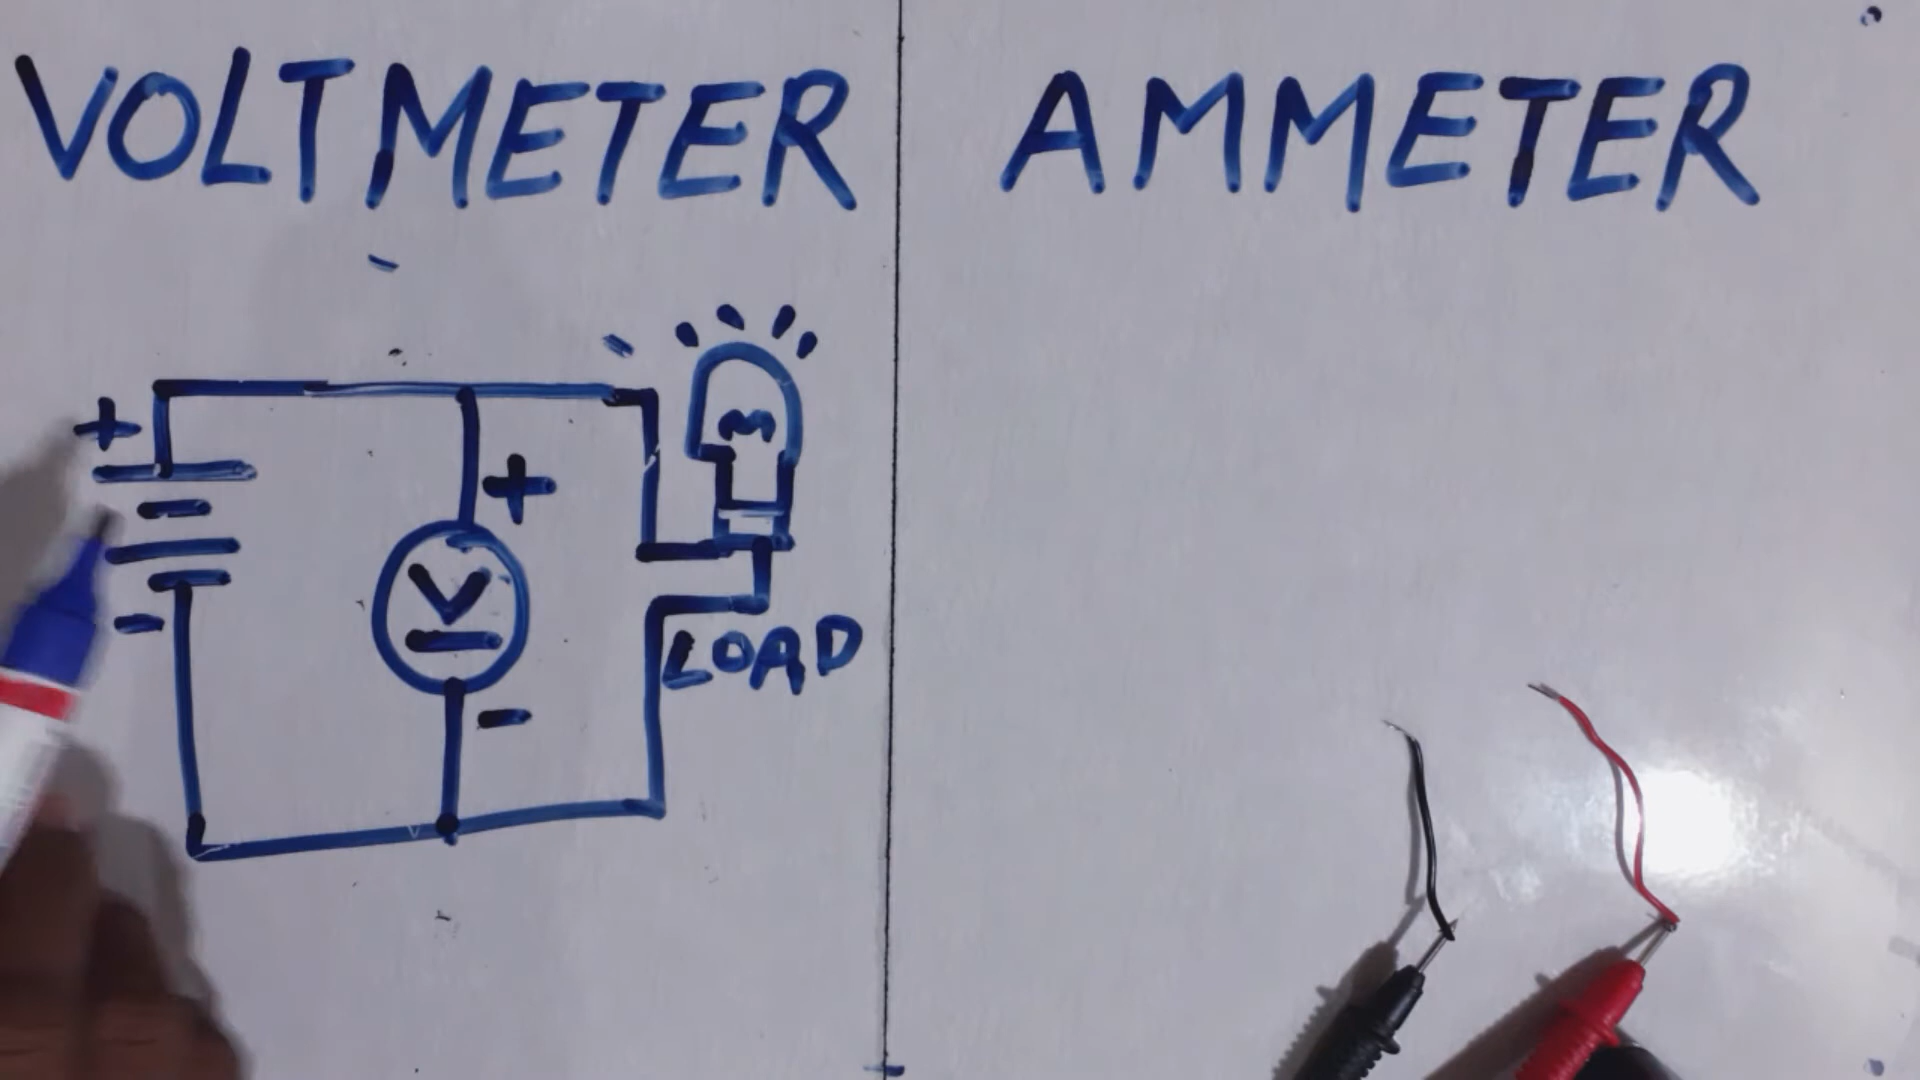 VOLTMETER
AMMETER
+
+
V
-
-
LOAD